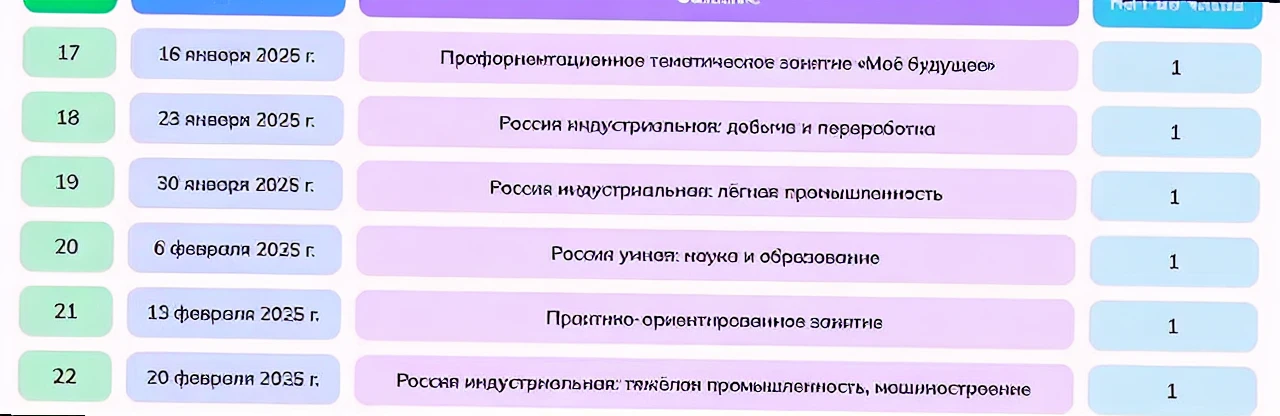 17 16 января 2025 г. Профориентационное тематическое занятие «Моё будущее» 1
18 23 января 2025 г. Россия индустриальная: добыча и переработка 1
19 30 января 2025 г. Россия индустриальная: лёгкая промышленность 1
20 6 февраля 2025 г. Россия умная: наука и образование 1
21 13 февраля 2025 г. Практико-ориентированное занятие 1
22 20 февраля 2025 г. Россия индустриальная: тяжёлая промышленность, машиностроение 1